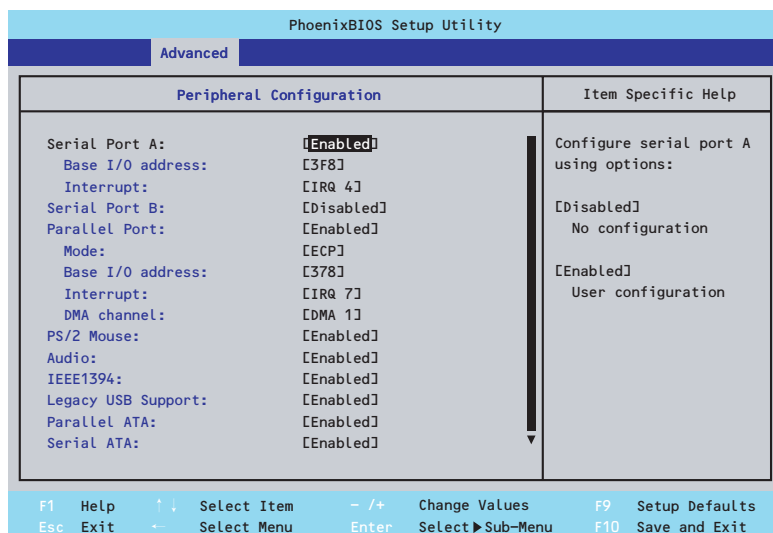 PhoenixBIOS Setup Utility
Advanced
Peripheral Configuration
Serial Port A: [Enabled]
Base I/O address: [3F8]
Interrupt: [IRQ 4]
Serial Port B: [Disabled]
Parallel Port: [Enabled]
Mode: [ECP]
Base I/O address: [378]
Interrupt: [IRQ 7]
DMA channel: [DMA 1]
PS/2 Mouse: [Enabled]
Audio: [Enabled]
IEEE1394: [Enabled]
Legacy USB Support: [Enabled]
Parallel ATA: [Enabled]
Serial ATA: [Enabled]
Item Specific Help
Configure serial port A
using options:
[Disabled]
No configuration
[Enabled]
User configuration
F1 Help ↑↓ Select Item – /+ Change Values F9 Setup Defaults
Esc Exit ← Select Menu Enter Select▶Sub–Menu F10 Save and Exit